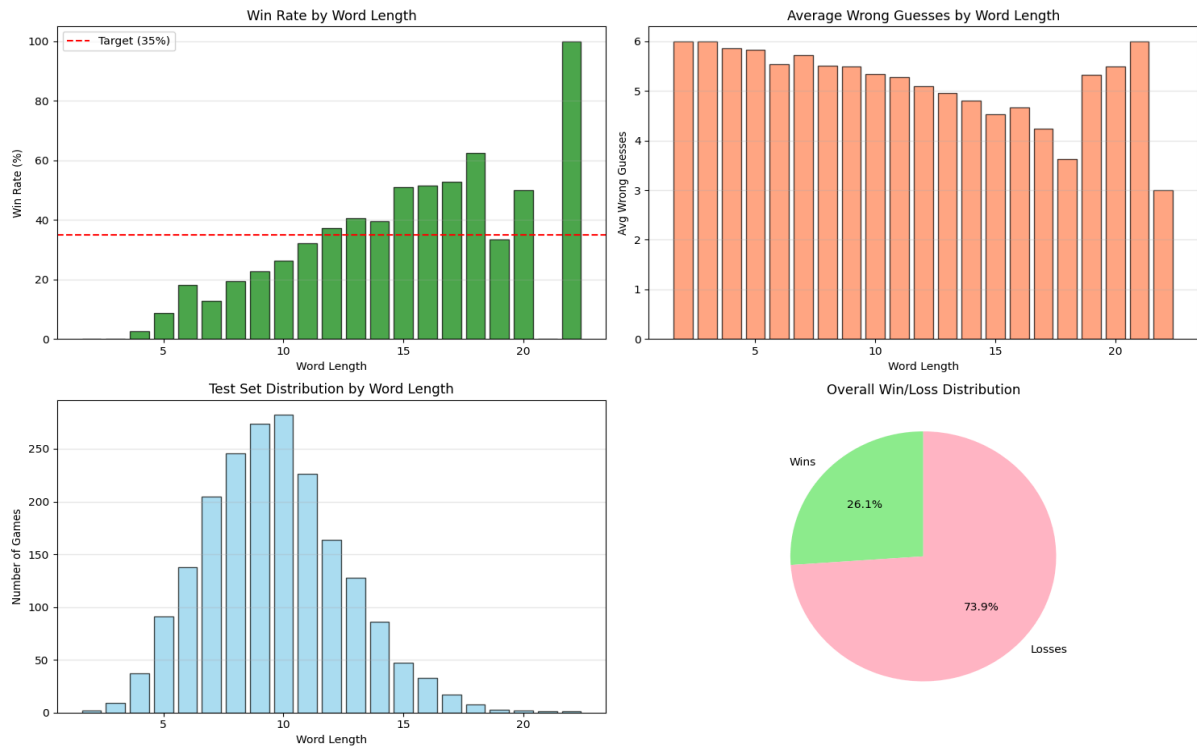 Win Rate by Word Length
100
80
60
40
20
0
Win Rate (%)
Target (35%)
5
10
15
20
Word Length
Average Wrong Guesses by Word Length
6
5
4
3
2
1
0
Avg Wrong Guesses
5
10
15
20
Word Length
Test Set Distribution by Word Length
250
200
150
100
50
0
Number of Games
5
10
15
20
Word Length
Overall Win/Loss Distribution
Wins
26.1%
73.9%
Losses